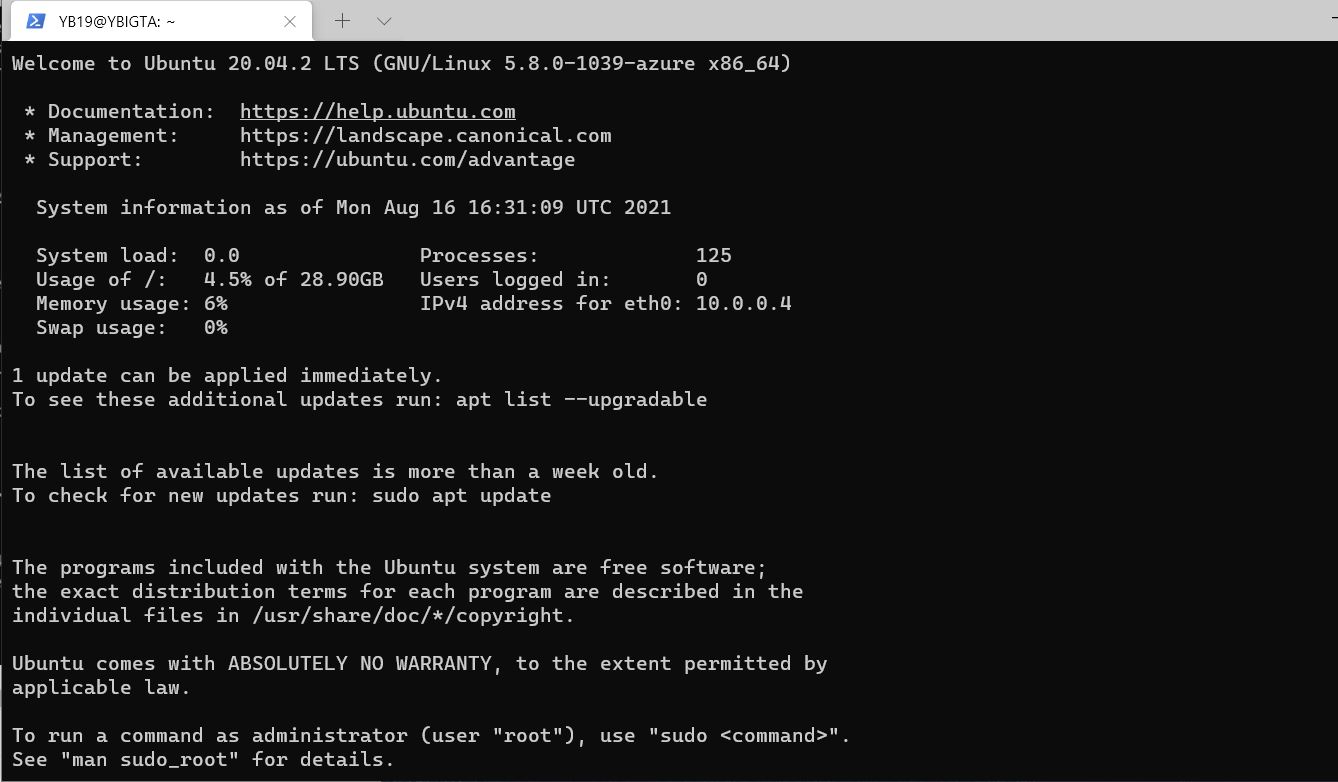 YB19@YBIGTA: ~
Welcome to Ubuntu 20.04.2 LTS (GNU/Linux 5.8.0-1039-azure x86_64)
* Documentation: https://help.ubuntu.com
* Management: https://landscape.canonical.com
* Support: https://ubuntu.com/advantage
System information as of Mon Aug 16 16:31:09 UTC 2021
System load: 0.0 Processes: 125
Usage of /: 4.5% of 28.90GB Users logged in: 0
Memory usage: 6% IPv4 address for eth0: 10.0.0.4
Swap usage: 0%
1 update can be applied immediately.
To see these additional updates run: apt list --upgradable
The list of available updates is more than a week old.
To check for new updates run: sudo apt update
The programs included with the Ubuntu system are free software;
the exact distribution terms for each program are described in the
individual files in /usr/share/doc/*/copyright.
Ubuntu comes with ABSOLUTELY NO WARRANTY, to the extent permitted by
applicable law.
To run a command as administrator (user "root"), use "sudo <command>".
See "man sudo_root" for details.